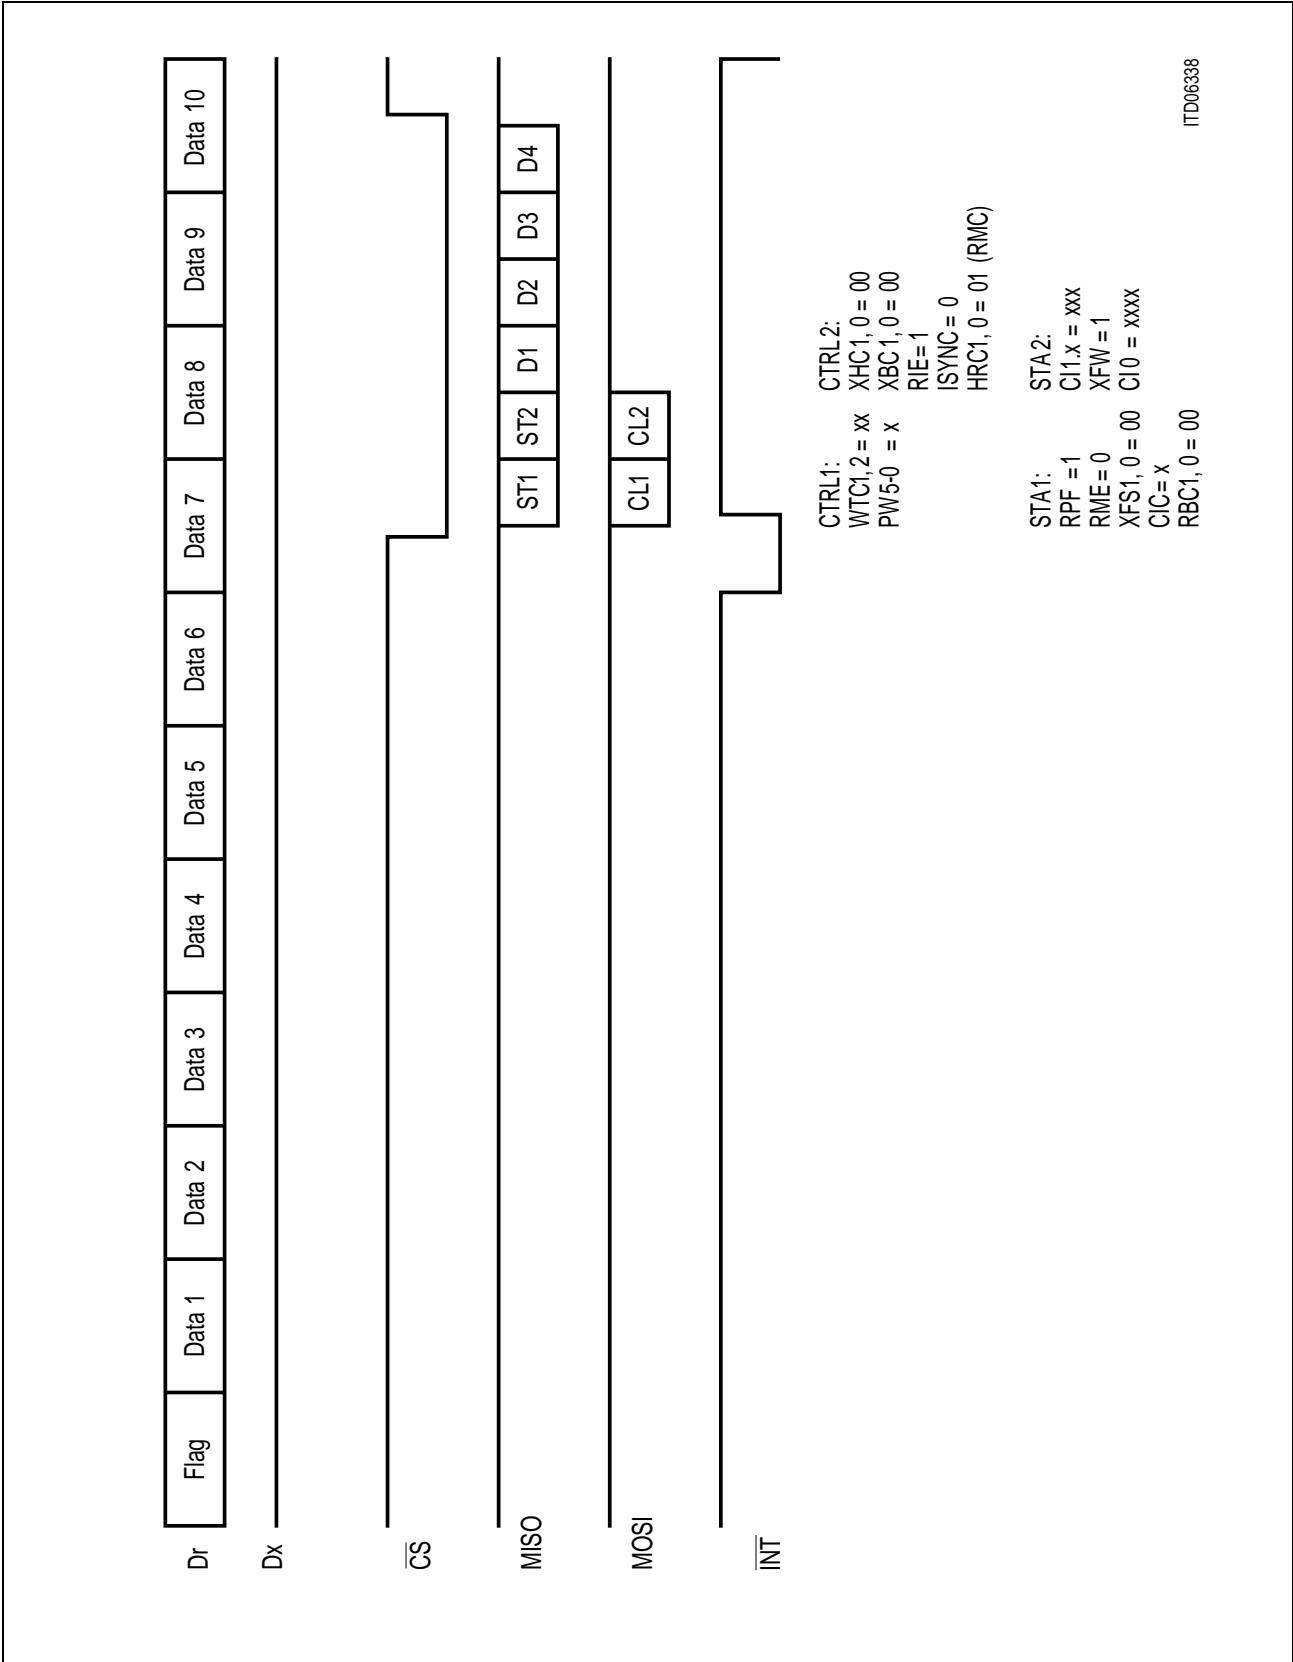 Dr
Flag
Data 1
Data 2
Data 3
Data 4
Data 5
Data 6
Data 7
Data 8
Data 9
Data 10
Dx
CS
MISO
ST1
ST2
D1
D2
D3
D4
MOSI
CL1
CL2
INT
CTRL1:
WTC1, 2 = xx
PW5-0 = x
CTRL2:
XHC1, 0 = 00
XBC1, 0 = 00
RIE = 1
ISYNC = 0
HRC1, 0 = 01 (RMC)
STA1:
RPF = 1
RME = 0
XFS1, 0 = 00
CIC = x
RBC1, 0 = 00
STA2:
CI1.x = xxx
XFW = 1
CI0 = xxxx
ITD06338